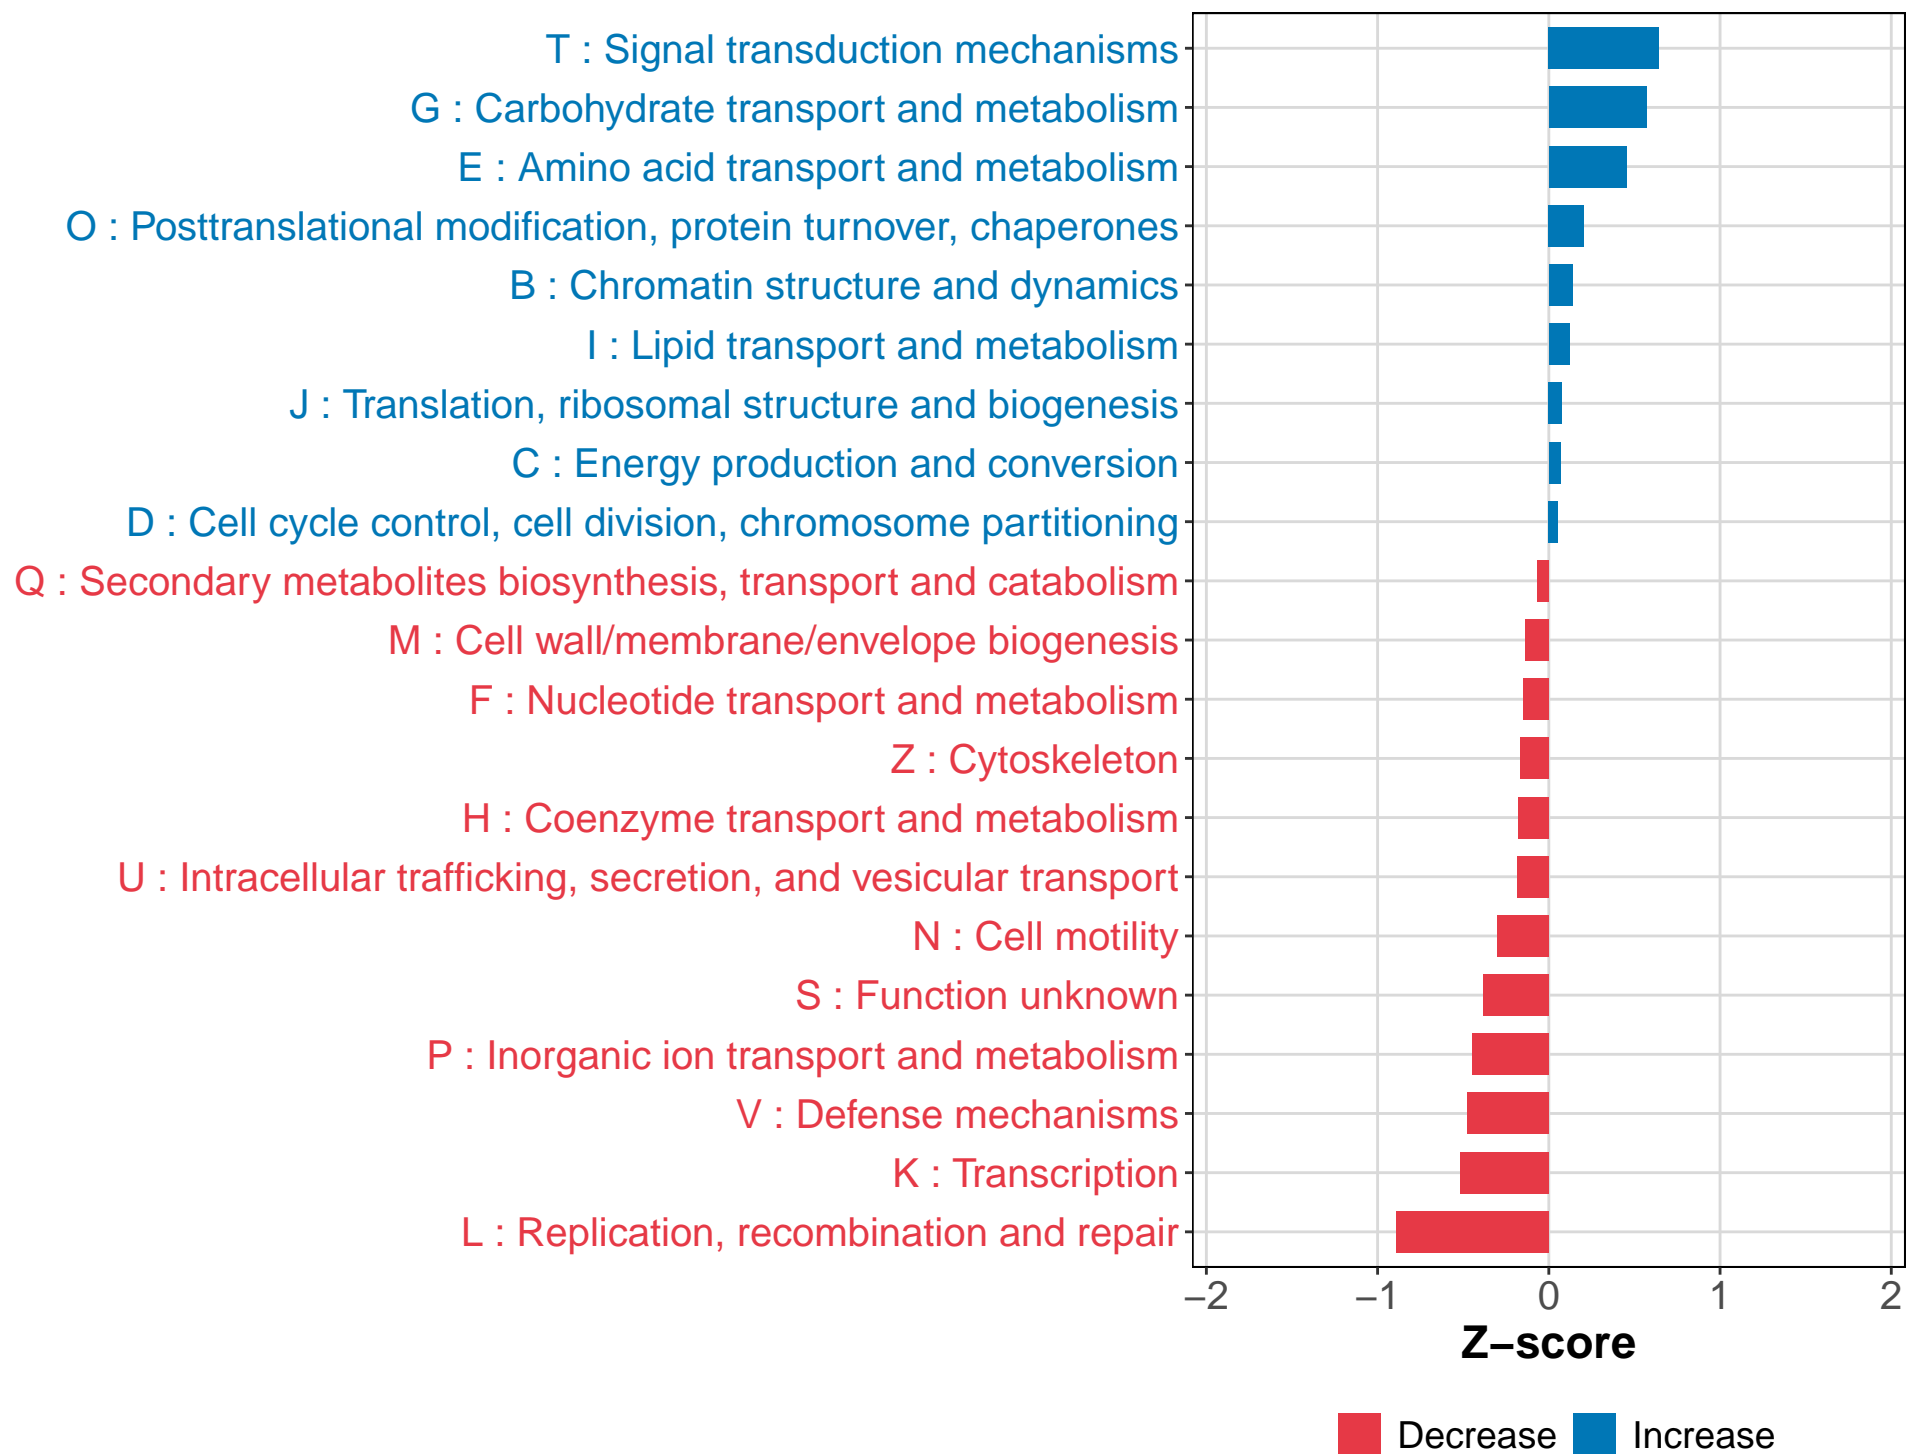 T : Signal transduction mechanisms
G : Carbohydrate transport and metabolism
E : Amino acid transport and metabolism
O : Posttranslational modification, protein turnover, chaperones
B : Chromatin structure and dynamics
I : Lipid transport and metabolism
J : Translation, ribosomal structure and biogenesis
C : Energy production and conversion
D : Cell cycle control, cell division, chromosome partitioning
Q : Secondary metabolites biosynthesis, transport and catabolism
M : Cell wall/membrane/envelope biogenesis
F : Nucleotide transport and metabolism
Z : Cytoskeleton
H : Coenzyme transport and metabolism
U : Intracellular trafficking, secretion, and vesicular transport
N : Cell motility
S : Function unknown
P : Inorganic ion transport and metabolism
V : Defense mechanisms
K : Transcription
L : Replication, recombination and repair
−2 −1 0 1 2
Z−score
Decrease Increase